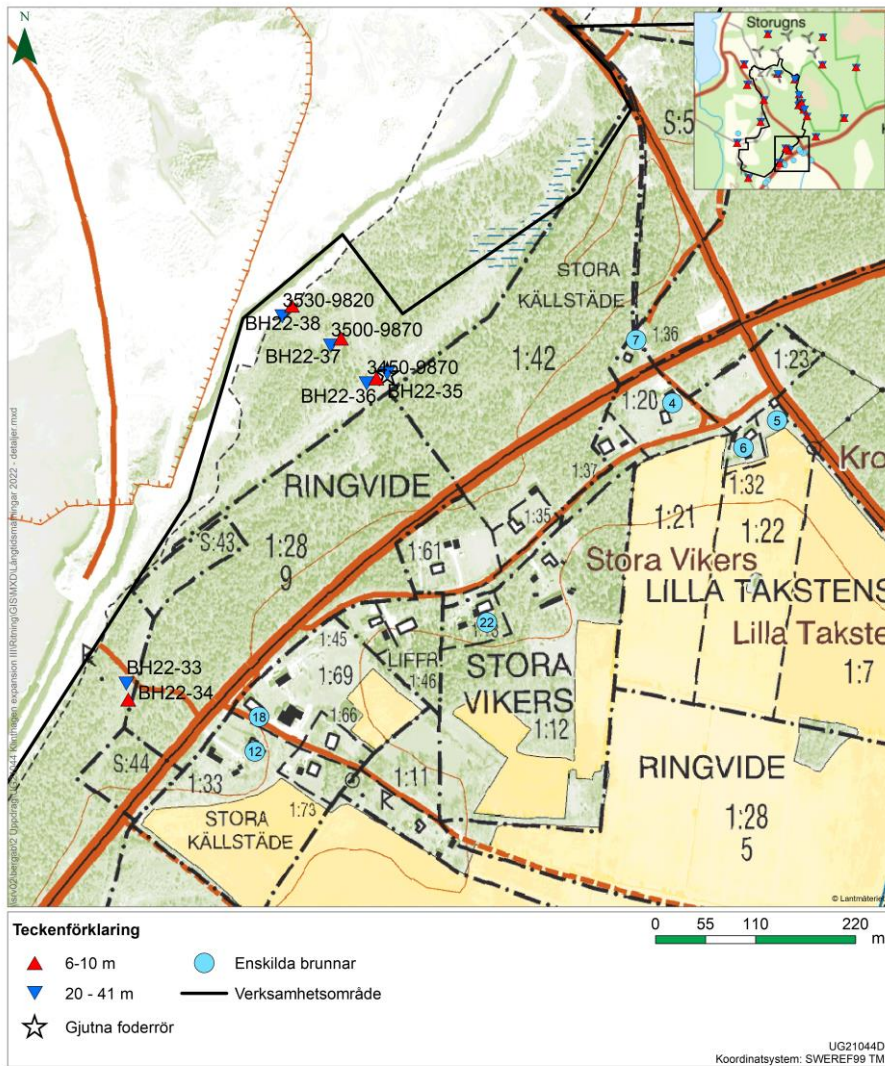 N
Storugns
S:5
STORA
KÄLLSTÄDE
3530-9820
BH22-38
3500-9870
BH22-37
3450-9870
BH22-35
BH22-36
7
1:36
1:42
1:23
1:20
4
5
6
Kro
1:37
1:32
RINGVIDE
1:35
1:21
1:22
S:43
1:28
9
1:61
Stora Vikers
LILLA TAKSTENS
22
Lilla Takste
1:45
LIFFR
1:46
STORA
VIKERS
1:7
BH22-33
BH22-34
1:69
1:12
18
1:66
12
RINGVIDE
S:44
1:33
1:11
1:28
5
1:73
STORA
KÄLLSTÄDE
© Lantmäteriet
Teckenförklaring
6-10 m
20 - 41 m
Gjutna foderrör
Enskilda brunnar
Verksamhetsområde
0 55 110 220
m
UG21044D
Koordinatsystem: SWEREF99 TM